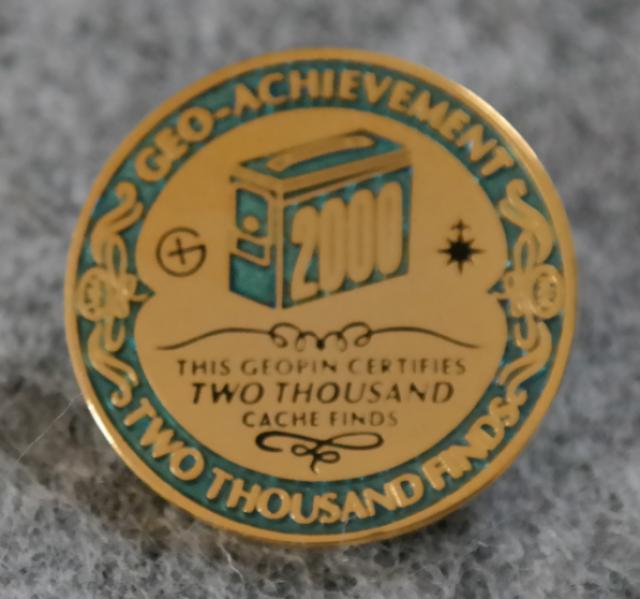 GEO-ACHIEVEMENT
2000
THIS GEOPIN CERTIFIES
TWO THOUSAND
CACHE FINDS
TWO THOUSAND FINDS